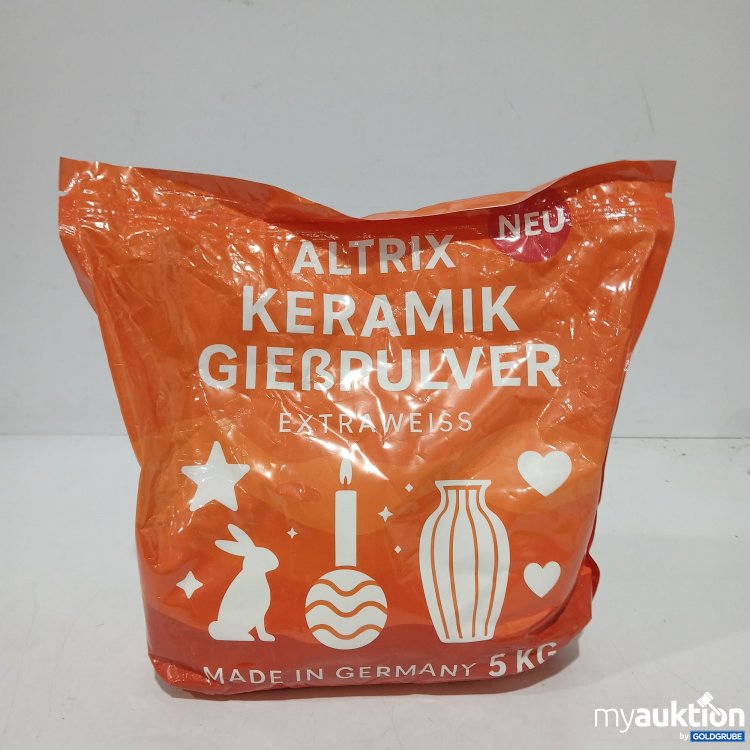 NEU
ALTRIX
KERAMIK
GIEßPULVER
EXTRAWEISS
MADE IN GERMANY 5 KG
myauktion
by GOLDGRUBE